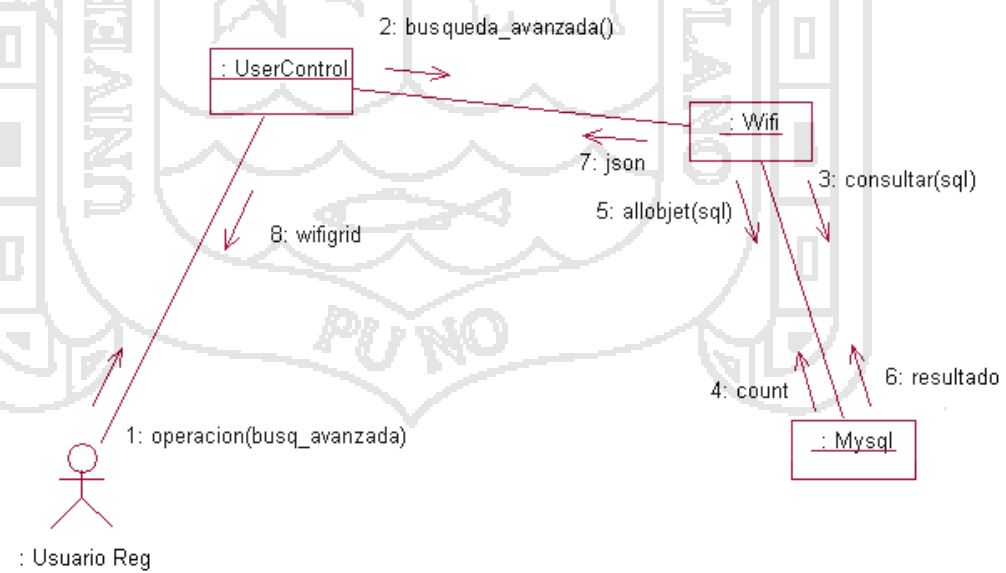 2: busqueda_avanzada()
: UserControl
: Wifi
7: json
3: consultar(sql)
5: allobjet(sql)
8: wifigrid
4: count
6: resultado
1: operacion(busq_avanzada)
: Mysql
: Usuario Reg
PUNO